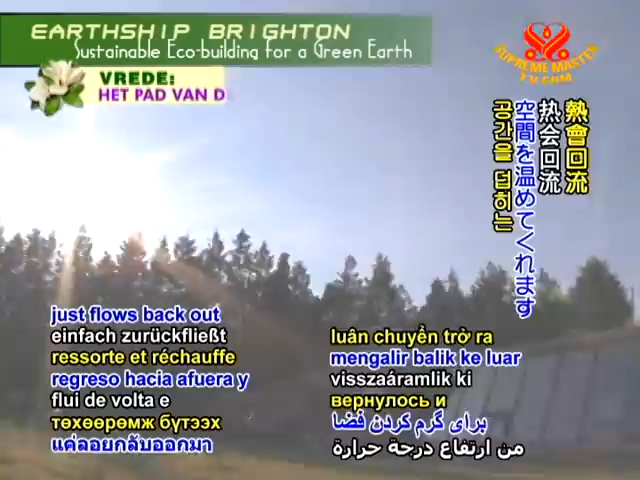 EARTHSHIP BRIGHTON
Sustainable Eco-building for a Green Earth
SUPREME MASTER
TV.COM
VREDE:
HET PAD VAN D
熱會回流
热会回流
空間を温めてくれます
공간을 덥히는
just flows back out
einfach zurückfließt
ressorte et réchauffe
regreso hacia afuera y
flui de volta e
төхөөрөмж бүтээх
แค่ลอยกลับออกมา
luân chuyển trở ra
mengalir balik ke luar
visszaáramlik ki
вернулось и
برای گرم کردن فضا
من ارتفاع درجة حرارة